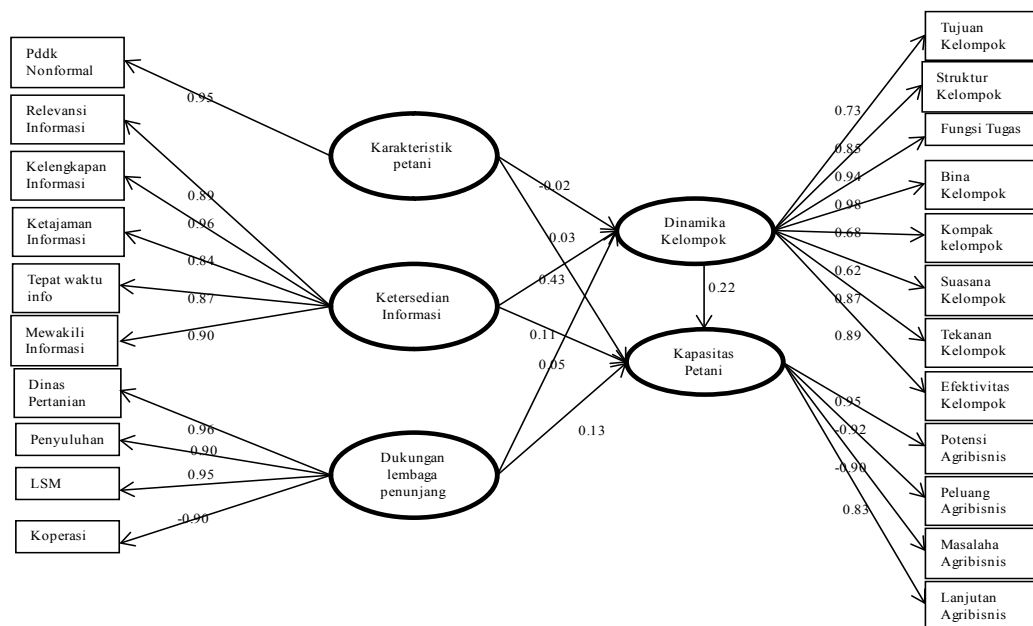 Pddk
Nonformal
Relevansi
Informasi
Kelengkapan
Informasi
Ketajaman
Informasi
Tepat waktu
info
Mewakili
Informasi
Dinas
Pertanian
Penyuluhan
LSM
Koperasi
0.95
0.89
0.96
0.84
0.87
0.90
0.96
0.90
0.95
-0.90
Karakteristik
petani
Ketersedian
Informasi
Dukungan
lembaga
penunjang
-0.02
0.03
0.43
0.11
0.05
0.13
Dinamika
Kelompok
0.22
Kapasitas
Petani
0.73
0.85
0.94
0.98
0.68
0.62
0.87
0.89
0.95
-0.92
-0.90
0.83
Tujuan
Kelompok
Struktur
Kelompok
Fungsi Tugas
Bina
Kelompok
Kompak
kelompok
Suasana
Kelompok
Tekanan
Kelompok
Efektivitas
Kelompok
Potensi
Agribisnis
Peluang
Agribisnis
Masalaha
Agribisnis
Lanjutan
Agribisnis